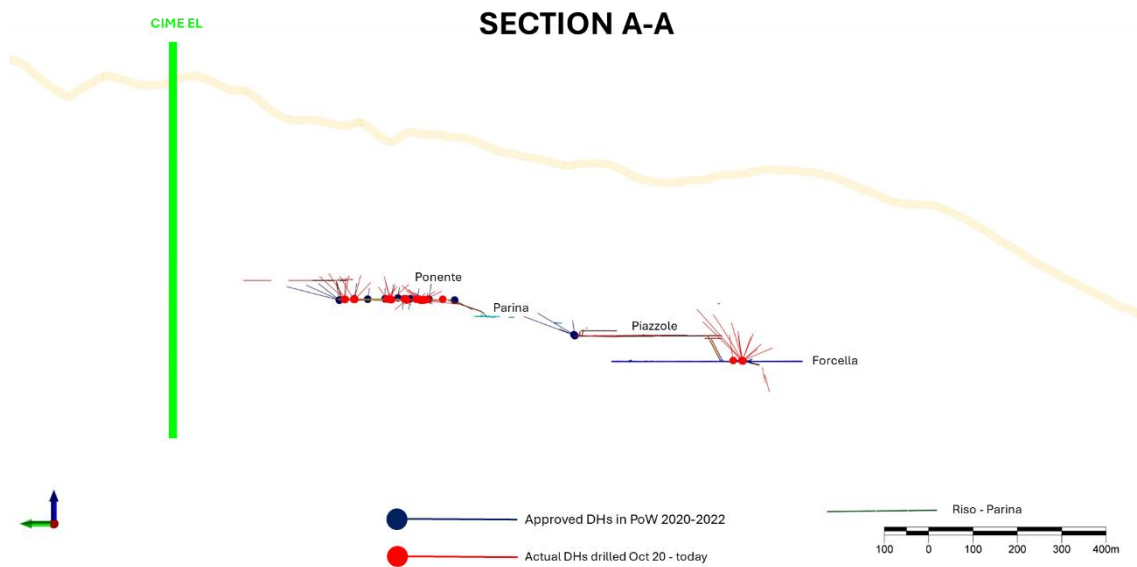 SECTION A-A
CIME EL
Ponente
Parina
Piazzole
Forcella
Approved DHs in PoW 2020-2022
Actual DHs drilled Oct 20 - today
Riso - Parina
100 0 100 200 300 400m